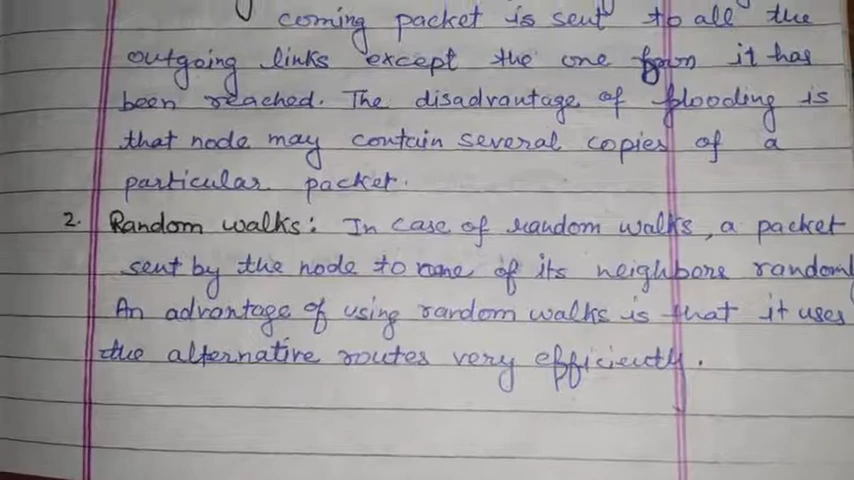 coming packet is sent to all the
outgoing links except the one from it has
been reached. The disadvantage of flooding is
that node may contain several copies of a
particular packet.
2. Random walks: In case of random walks, a packet
sent by the node to one of its neighbors randomly
An advantage of using random walks is that it uses
the alternative routes very efficiently.